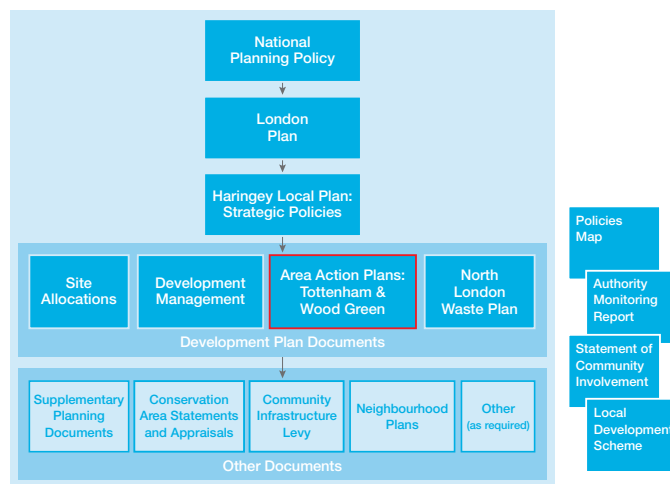 National
Planning Policy
London
Plan
Haringey Local Plan:
Strategic Policies
Site
Allocations
Development
Management
Area Action Plans:
Tottenham &
Wood Green
North
London
Waste Plan
Development Plan Documents
Supplementary
Planning
Documents
Conservation
Area Statements
and Appraisals
Community
Infrastructure
Levy
Neighbourhood
Plans
Other
(as required)
Other Documents
Policies
Map
Authority
Monitoring
Report
Statement of
Community
Involvement
Local
Development
Scheme